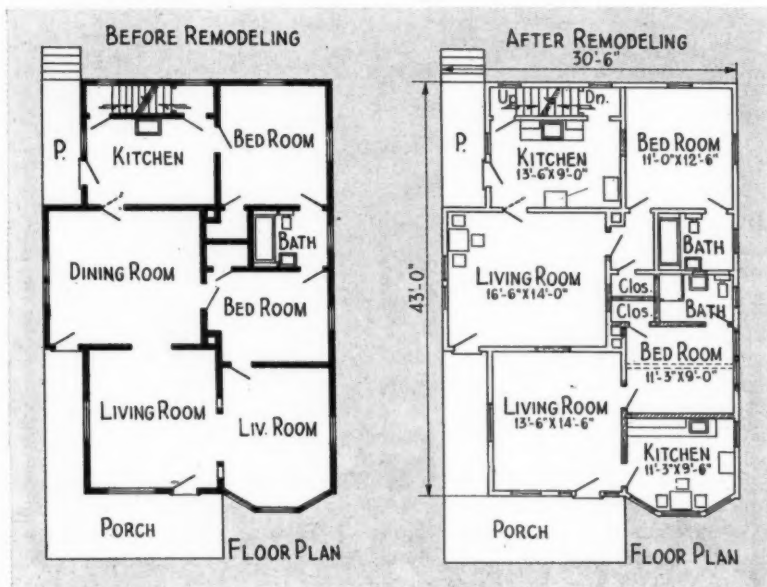 BEFORE REMODELING
P.
KITCHEN
BED ROOM
BATH
DINING ROOM
BED ROOM
LIVING ROOM
LIV. ROOM
PORCH
FLOOR PLAN
AFTER REMODELING
30'-6"
43'-0"
Up
Dn.
P.
KITCHEN
13'-6"X9'-0"
BED ROOM
11'-0"X12'-6"
BATH
LIVING ROOM
16'-6"X14'-0"
Clos.
Clos.
BATH
BED ROOM
11'-3"X9'-0"
LIVING ROOM
13'-6"X14'-6"
KITCHEN
11'-3"X9'-6"
PORCH
FLOOR PLAN